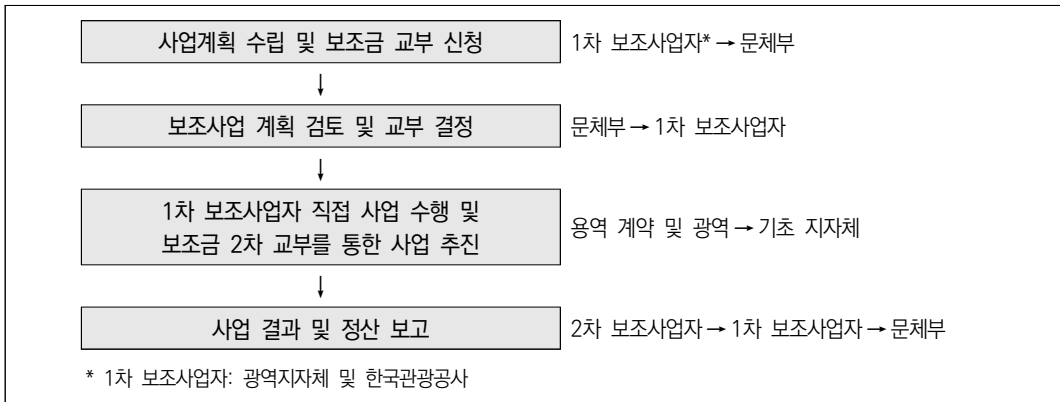 사업계획 수립 및 보조금 교부 신청 1차 보조사업자* → 문체부
↓
보조사업 계획 검토 및 교부 결정 문체부 → 1차 보조사업자
↓
1차 보조사업자 직접 사업 수행 및
보조금 2차 교부를 통한 사업 추진 용역 계약 및 광역 → 기초 지자체
↓
사업 결과 및 정산 보고 2차 보조사업자 → 1차 보조사업자 → 문체부
* 1차 보조사업자: 광역지자체 및 한국관광공사